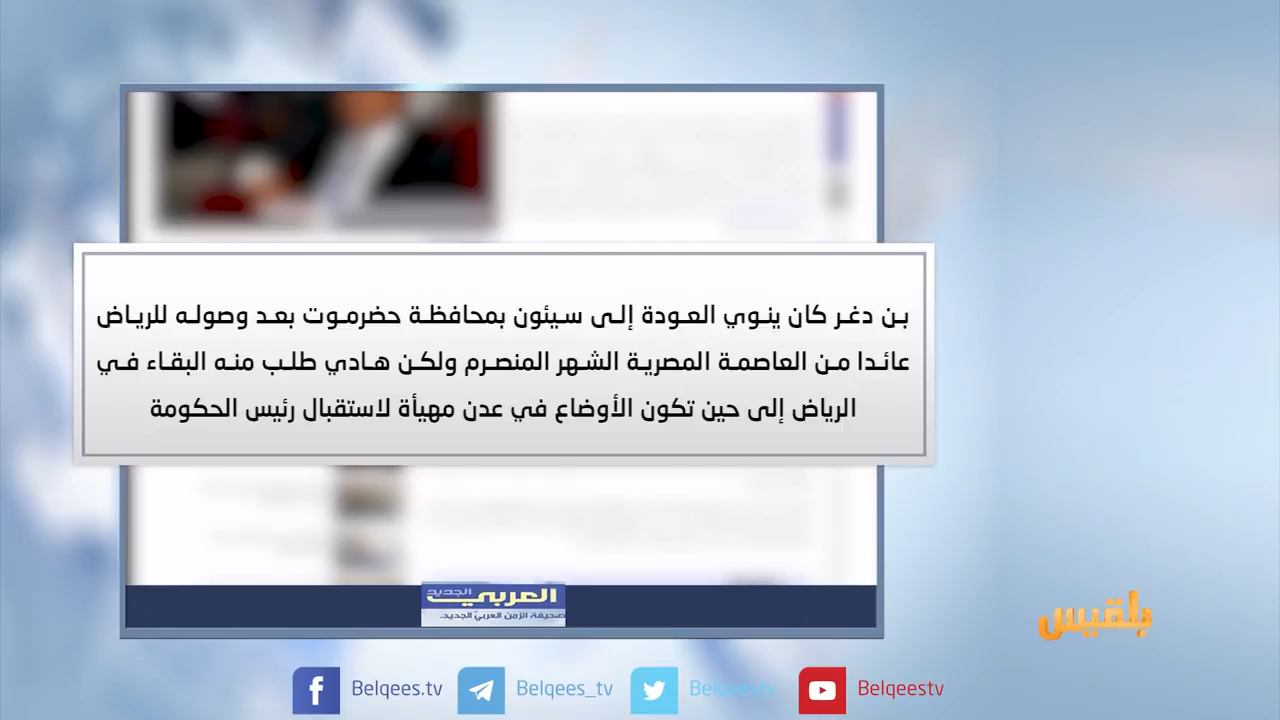 بن دغر كان ينوي العودة إلى سيئون بمحافظة حضرموت بعد وصوله للرياض
عائدا من العاصمة المصرية الشهر المنصرم ولكن هادي طلب منه البقاء في
الرياض إلى حين تكون الأوضاع في عدن مهيأة لاستقبال رئيس الحكومة
العربي الجديد
صحيفة الزمن العربيّ الجديد.
بلقيس
Belqees.tv
Belqees_tv
Belqeestv
Belqeestv